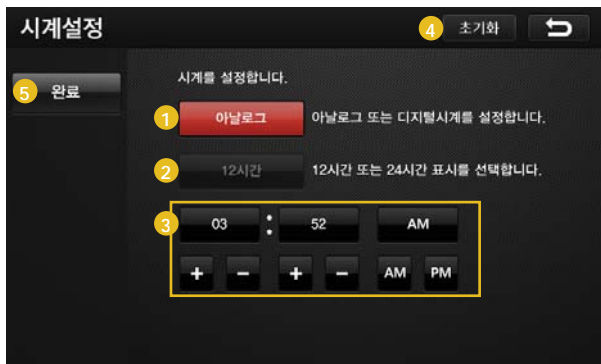 시계설정
4 초기화
5 완료
시계를 설정합니다.
1 아날로그 아날로그 또는 디지털시계를 설정합니다.
2 12시간 12시간 또는 24시간 표시를 선택합니다.
3 03 : 52 AM
+ - + - AM PM